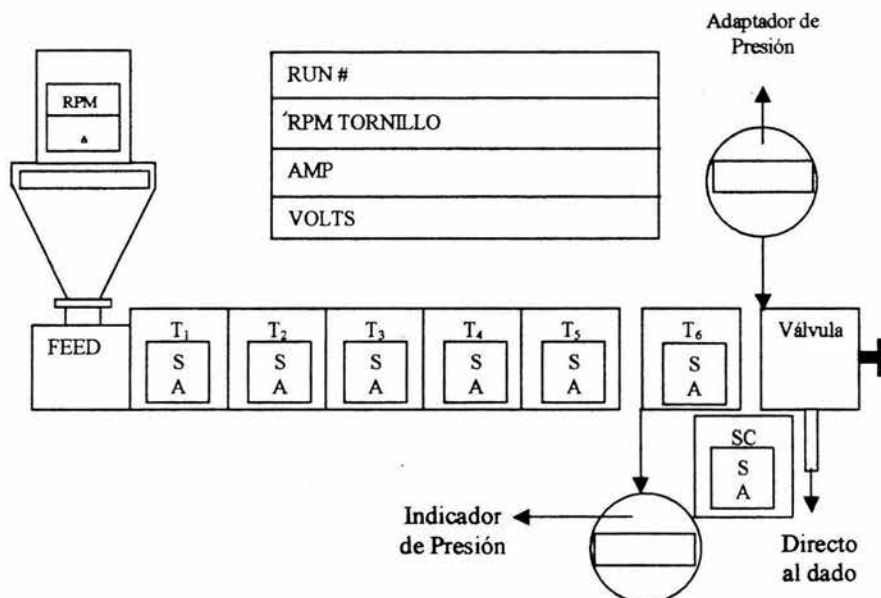 Adaptador de
Presión
RPM
RUN #
´RPM TORNILLO
AMP
VOLTS
FEED
T1
S
A
T2
S
A
T3
S
A
T4
S
A
T5
S
A
T6
S
A
Válvula
SC
S
A
Indicador
de Presión
Directo
al dado